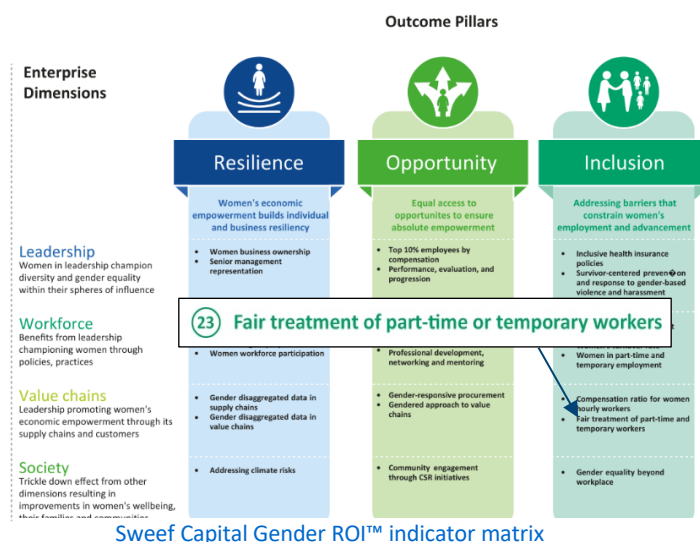 Outcome Pillars
Enterprise
Dimensions
Resilience
Opportunity
Inclusion
Women's economic
empowerment builds individual
and business resiliency
Equal access to
opportunites to ensure
absolute empowerment
Addressing barriers that
constrain women's
employment and advancement
Leadership
Women in leadership champion
diversity and gender equality
within their spheres of influence
• Women business ownership
• Senior management
representation
• Top 10% employees by
compensation
• Performance, evaluation, and
progression
• Inclusive health insurance
policies
• Survivor-centered preven�on
and response to gender-based
violence and harassment
23 Fair treatment of part-time or temporary workers
Workforce
Benefits from leadership
championing women through
policies, practices
• Women workforce participation
• Professional development,
networking and mentoring
• Women in part-time and
temporary employment
Value chains
Leadership promoting women's
economic empowerment through its
supply chains and customers
• Gender disaggregated data in
supply chains
• Gender disaggregated data in
value chains
• Gender-responsive procurement
• Gendered approach to value
chains
• Compensation ratio for women
hourly workers
• Fair treatment of part-time and
temporary workers
Society
Trickle down effect from other
dimensions resulting in
improvements in women's wellbeing,
their families and communities
• Addressing climate risks
• Community engagement
through CSR initiatives
• Gender equality beyond
workplace
Sweef Capital Gender ROI™ indicator matrix